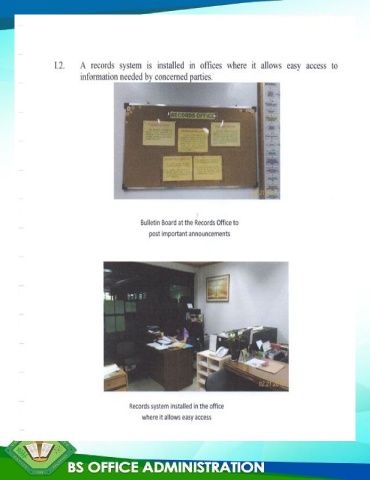 I.2. A records system is installed in offices where it allows easy access to
information needed by concerned parties.
RECORDS OFFICE
Bulletin Board at the Records Office to
post important announcements
Records system installed in the office
where it allows easy access
BS OFFICE ADMINISTRATION